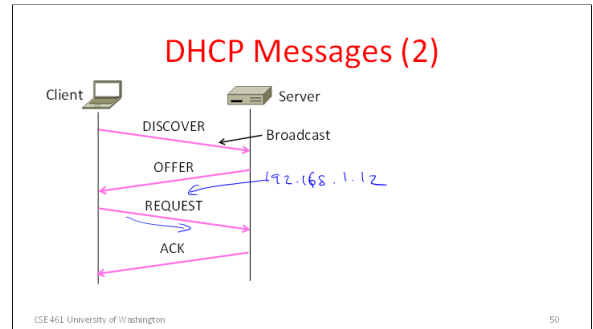 DHCP Messages (2)
Client
Server
DISCOVER
Broadcast
OFFER
192.168.1.12
REQUEST
ACK
CSE 461 University of Washington
50